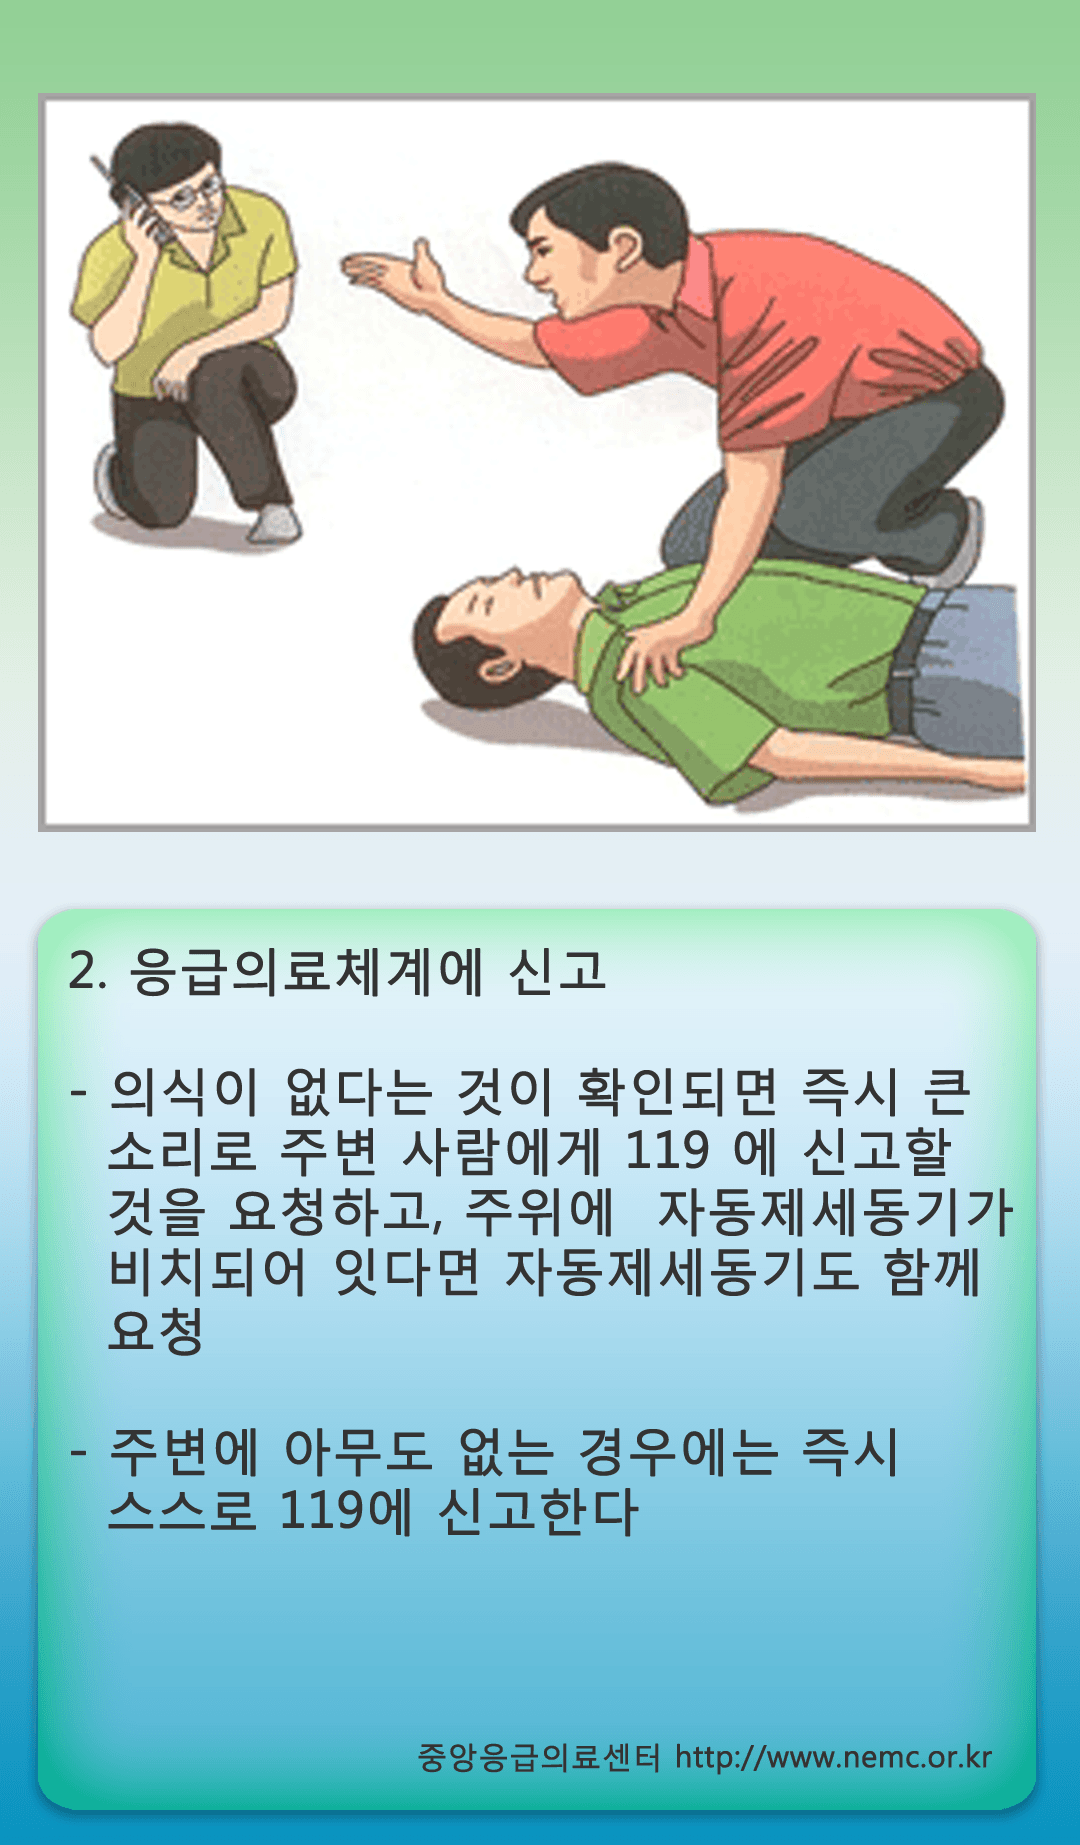 2. 응급의료체계에 신고
- 의식이 없다는 것이 확인되면 즉시 큰
소리로 주변 사람에게 119 에 신고할
것을 요청하고, 주위에 자동제세동기가
비치되어 잇다면 자동제세동기도 함께
요청
- 주변에 아무도 없는 경우에는 즉시
스스로 119에 신고한다
중앙응급의료센터 http://www.nemc.or.kr